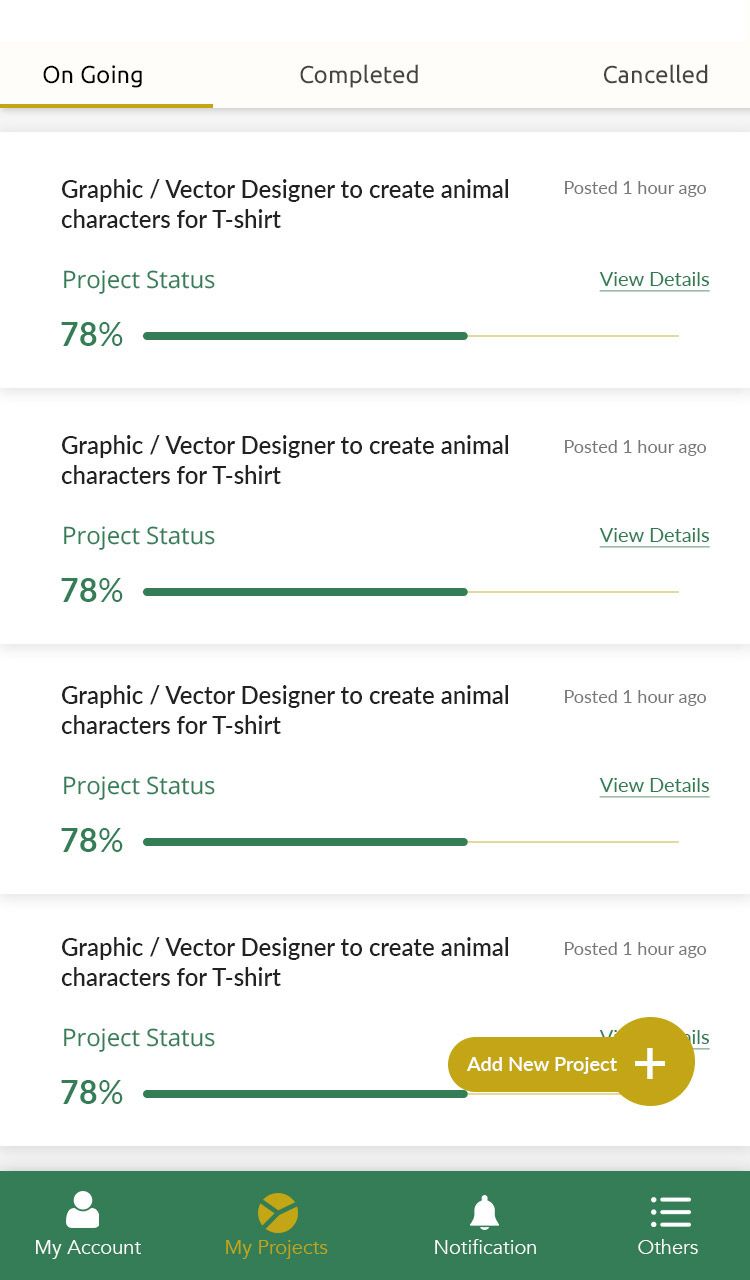 On Going Completed Cancelled
Graphic / Vector Designer to create animal Posted 1 hour ago
characters for T-shirt
Project Status View Details
78%
Graphic / Vector Designer to create animal Posted 1 hour ago
characters for T-shirt
Project Status View Details
78%
Graphic / Vector Designer to create animal Posted 1 hour ago
characters for T-shirt
Project Status View Details
78%
Graphic / Vector Designer to create animal Posted 1 hour ago
characters for T-shirt
Project Status
Add New Project
78%
My Account My Projects Notification Others